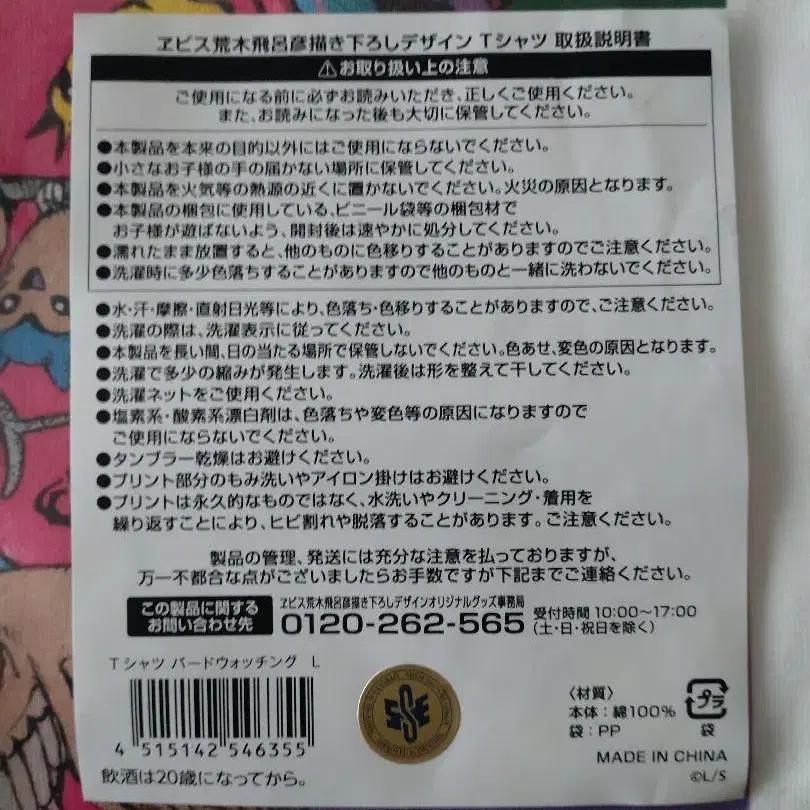 ヱビス荒木飛呂彦描き下ろしデザイン Tシャツ 取扱説明書
⚠お取り扱い上の注意
ご使用になる前に必ずお読みいただき、正しくご使用ください。
また、お読みになった後も大切に保管してください。
●本製品を本来の目的以外にはご使用にならないでください。
●小さなお子様の手の届かない場所に保管してください。
●本製品を火気等の熱源の近くに置かないでください。火災の原因となります。
●本製品の梱包に使用している、ビニール袋等の梱包材で
お子様が遊ばないよう、開封後は速やかに処分してください。
●濡れたまま放置すると、他のものに色移りすることがありますのでご注意ください。
●洗濯時に多少色落ちすることがありますので他のものと一緒に洗わないでください。
●水・汗・摩擦・直射日光等により、色落ち・色移りすることがありますので、ご注意ください。
●洗濯の際は、洗濯表示に従ってください。
●本製品を長い間、日の当たる場所で保管しないでください。色あせ、変色の原因となります。
●洗濯で多少の縮みが発生します。洗濯後は形を整えて干してください。
●洗濯ネットをご使用ください。
●塩素系・酸素系漂白剤は、色落ちや変色等の原因になりますので
ご使用にならないでください。
●タンブラー乾燥はお避けください。
●プリント部分のもみ洗いやアイロン掛けはお避けください。
●プリントは永久的なものではなく、水洗いやクリーニング・着用を
繰り返すことにより、ヒビ割れや脱落することがあります。ご注意ください。
製品の管理、発送には充分な注意を払っておりますが、
万一不都合な点がございましたらお手数ですが下記までご連絡ください。
この製品に関する
お問い合わせ先
ヱビス荒木飛呂彦描き下ろしデザインオリジナルグッズ事務局
0120-262-565
受付時間 10:00~17:00
(土・日・祝日を除く)
Tシャツ バードウォッチング L
4 515142 546355
飲酒は20歳になってから。
〈材質〉
本体:綿100%
袋:PP
プラ
袋
MADE IN CHINA
©L/S